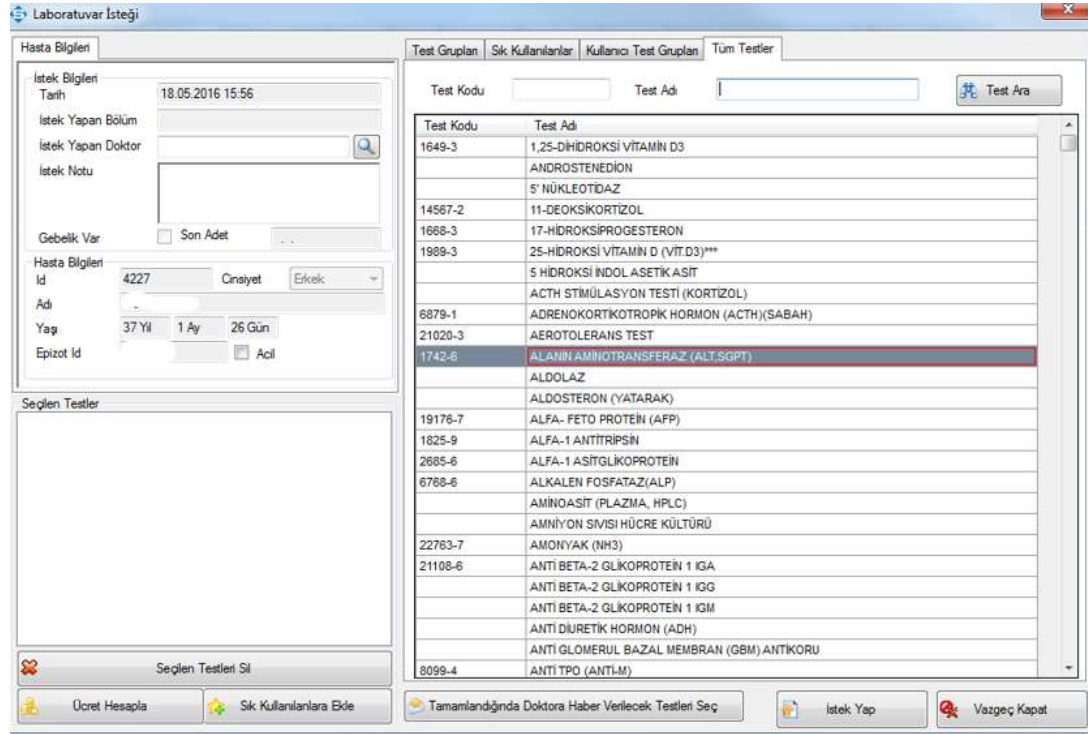 Laboratuvar İsteği
Hasta Bilgileri
İstek Bilgileri
Tarih 18.05.2016 15:56
İstek Yapan Bölüm
İstek Yapan Doktor
İstek Notu
Gebelik Var Son Adet . .
Hasta Bilgileri
Id 4227 Cinsiyet Erkek
Adı
Yaşı 37 Yıl 1 Ay 26 Gün
Epizot Id Acil
Seçilen Testler
Seçilen Testleri Sil
Ücret Hesapla Sık Kullanılanlara Ekle
Test Grupları Sık Kullanılanlar Kullanıcı Test Grupları Tüm Testler
Test Kodu Test Adı Test Ara
Test Kodu Test Adı
1649-3 1,25-DİHİDROKSİ VİTAMİN D3
ANDROSTENEDİON
5' NÜKLEOTİDAZ
14567-2 11-DEOKSİKORTİZOL
1668-3 17-HİDROKSİPROGESTERON
1989-3 25-HİDROKSİ VİTAMİN D (VİT.D3)***
5 HİDROKSİ İNDOL ASETİK ASİT
ACTH STİMÜLASYON TESTİ (KORTİZOL)
6879-1 ADRENOKORTİKOTROPİK HORMON (ACTH)(SABAH)
21020-3 AEROTOLERANS TEST
1742-6 ALANİN AMİNOTRANSFERAZ (ALT,SGPT)
ALDOLAZ
ALDOSTERON (YATARAK)
19176-7 ALFA- FETO PROTEİN (AFP)
1825-9 ALFA-1 ANTİTRİPSİN
2685-6 ALFA-1 ASİTGLİKOPROTEİN
6768-6 ALKALEN FOSFATAZ(ALP)
AMİNOASİT (PLAZMA, HPLC)
AMNİYON SIVISI HÜCRE KÜLTÜRÜ
22763-7 AMONYAK (NH3)
21108-6 ANTİ BETA-2 GLİKOPROTEİN 1 IGA
ANTİ BETA-2 GLİKOPROTEİN 1 IGG
ANTİ BETA-2 GLİKOPROTEİN 1 IGM
ANTİ DİURETİK HORMON (ADH)
ANTİ GLOMERUL BAZAL MEMBRAN (GBM) ANTİKORU
8099-4 ANTİ TPO (ANTİ-M)
Tamamlandığında Doktora Haber Verilecek Testleri Seç İstek Yap Vazgeç Kapat